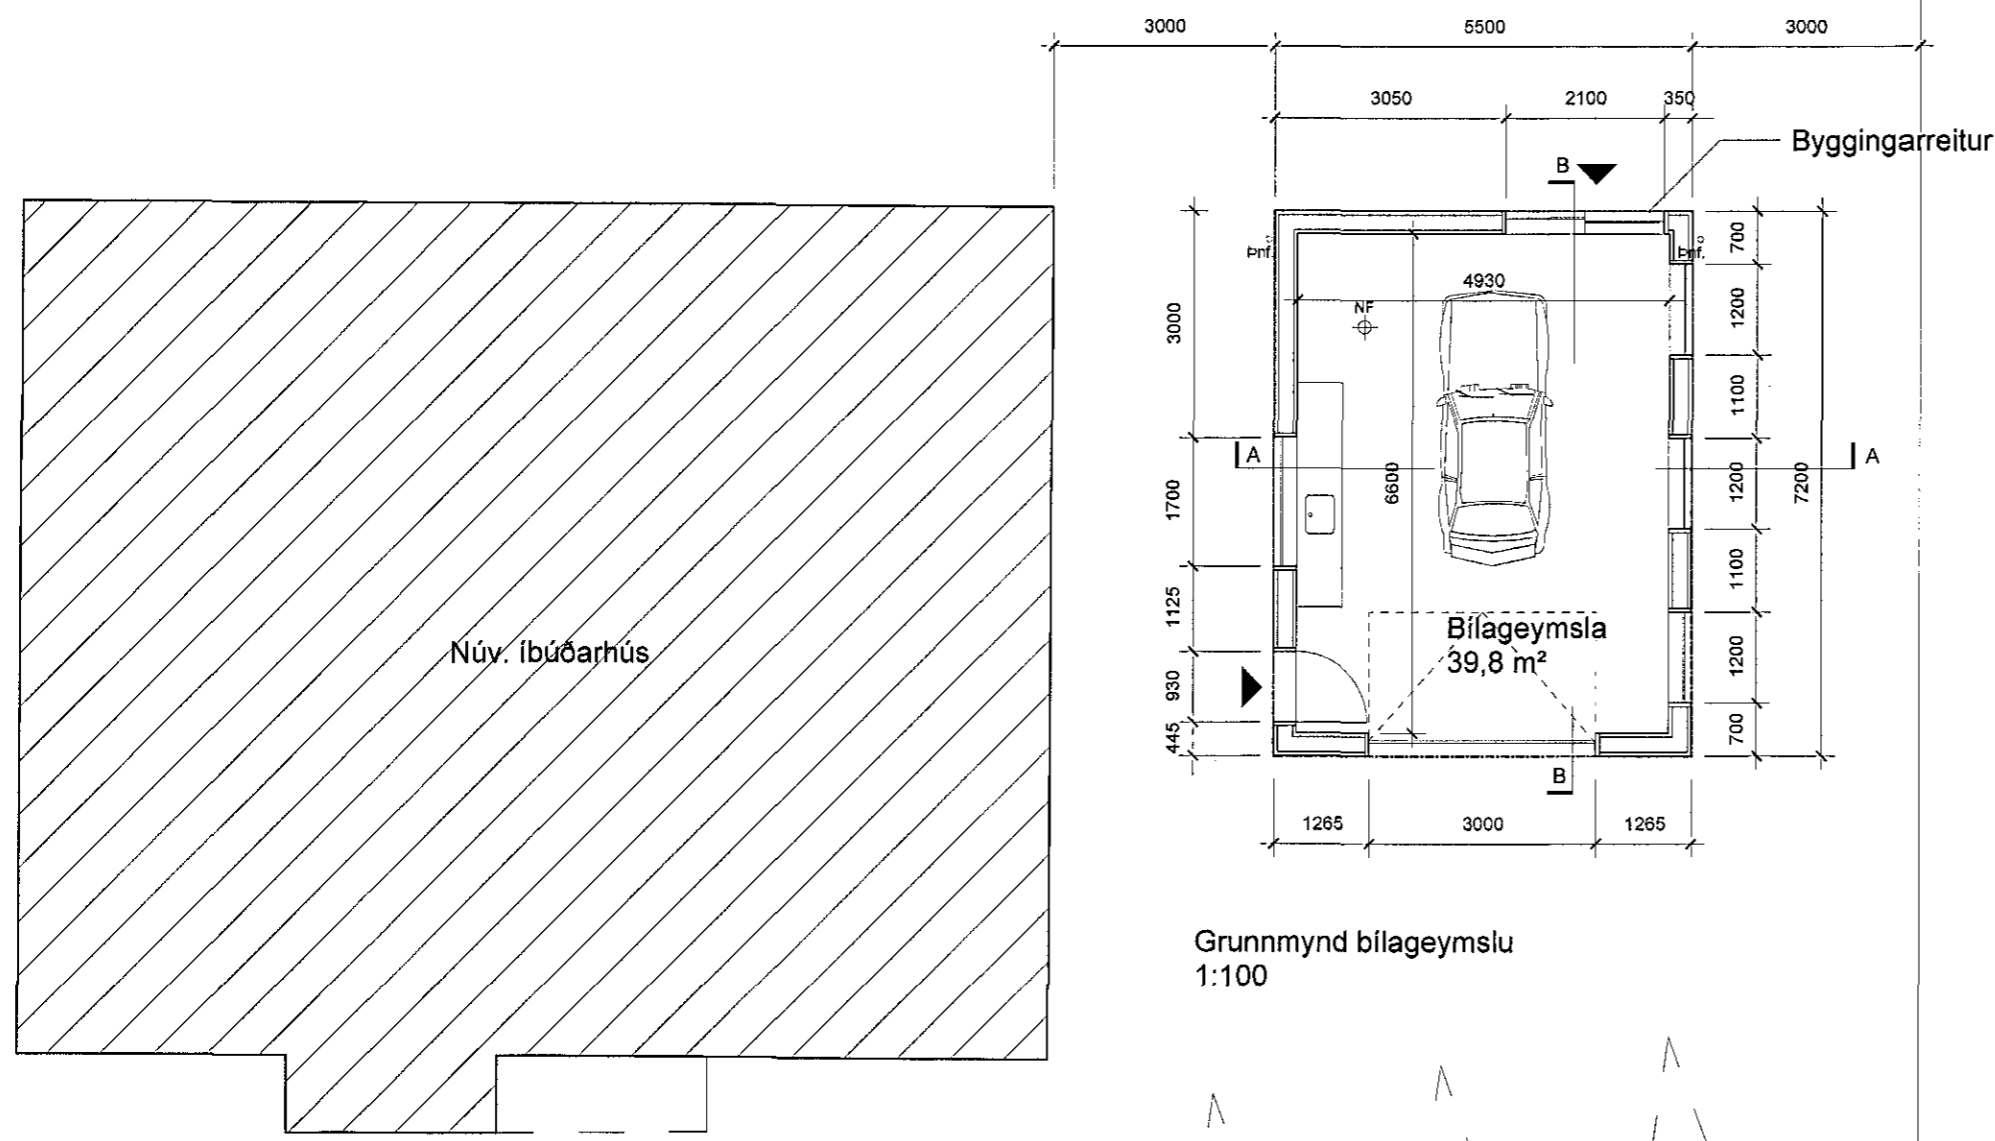 3000
5500
3000
3050
2100
350
Byggingarreitur
B
Þnf.
Þnf.
700
4930
NF
3000
1200
1100
A
A
6600
1200
7200
1700
1100
1125
Núv. íbúðarhús
Bílageymsla
39,8 m²
1200
930
445
700
B
1265
3000
1265
Grunnmynd bílageymslu
1:100